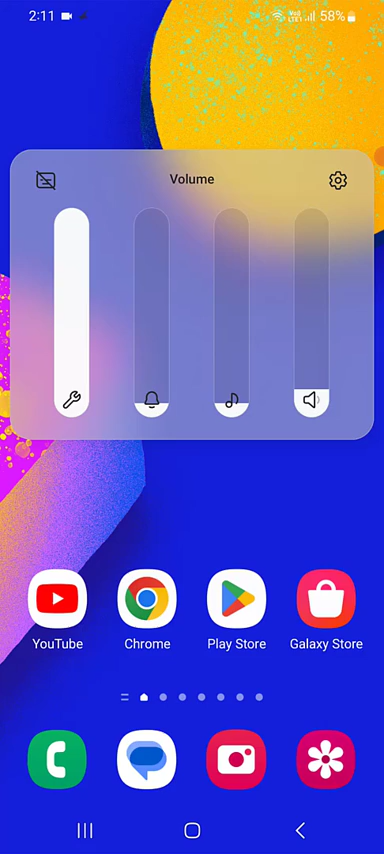 2:11
58%
Volume
YouTube
Chrome
Play Store
Galaxy Store